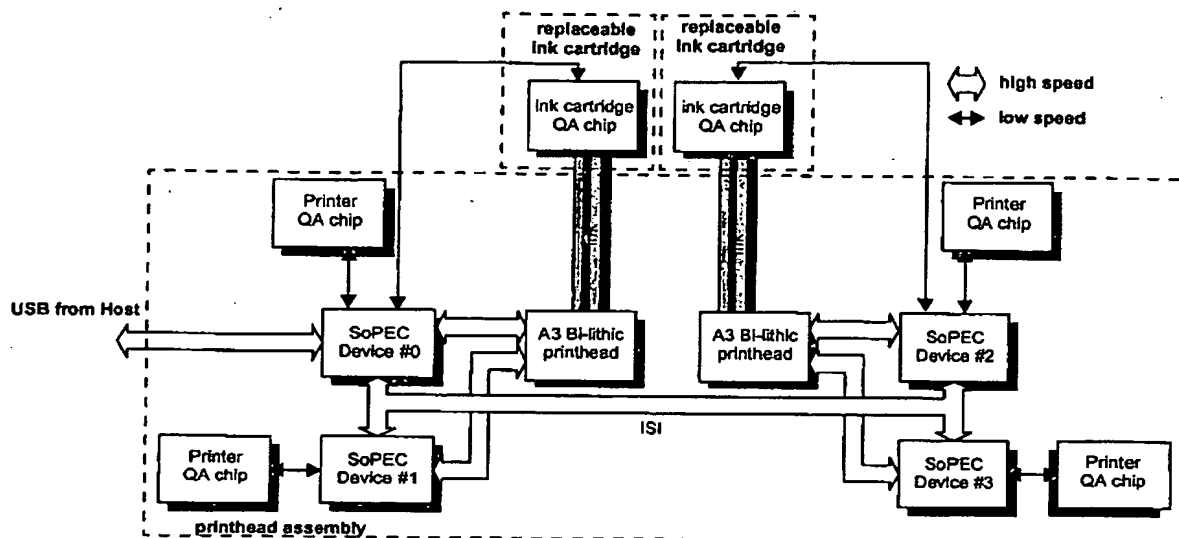 replaceable
ink cartridge
replaceable
ink cartridge
Ink cartridge
QA chip
ink cartridge
QA chip
high speed
low speed
Printer
QA chip
Printer
QA chip
USB from Host
SoPEC
Device #0
A3 Bi-lithic
printhead
A3 Bi-lithic
printhead
SoPEC
Device #2
ISI
Printer
QA chip
SoPEC
Device #1
SoPEC
Device #3
Printer
QA chip
printhead assembly